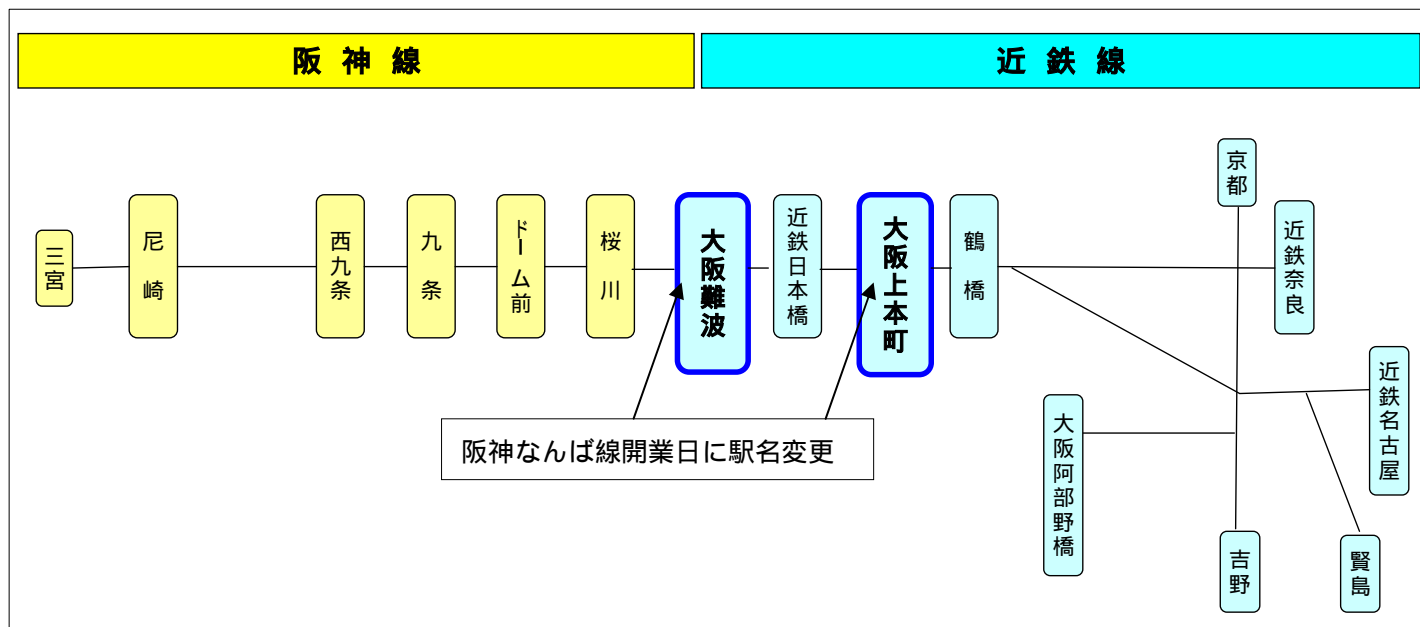 阪神線
近鉄線
三宮
尼崎
西九条
九条
ドーム前
桜川
大阪難波
近鉄日本橋
大阪上本町
鶴橋
京都
近鉄奈良
近鉄名古屋
大阪阿部野橋
吉野
賢島
阪神なんば線開業日に駅名変更